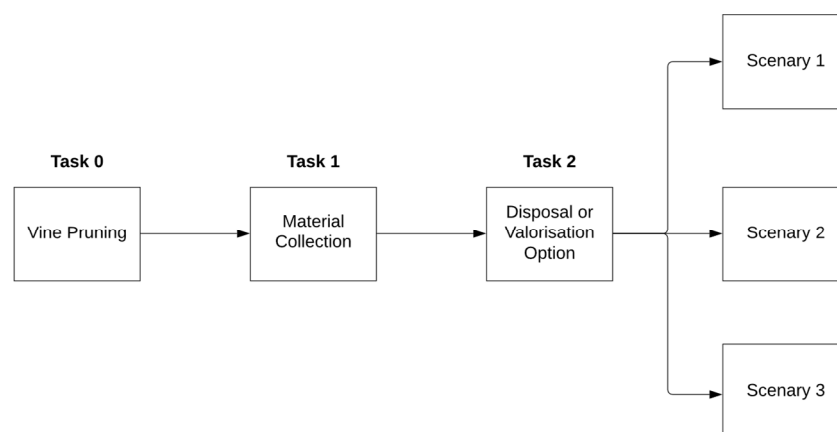 Task 0
Vine Pruning
Task 1
Material
Collection
Task 2
Disposal or
Valorisation
Option
Scenary 1
Scenary 2
Scenary 3